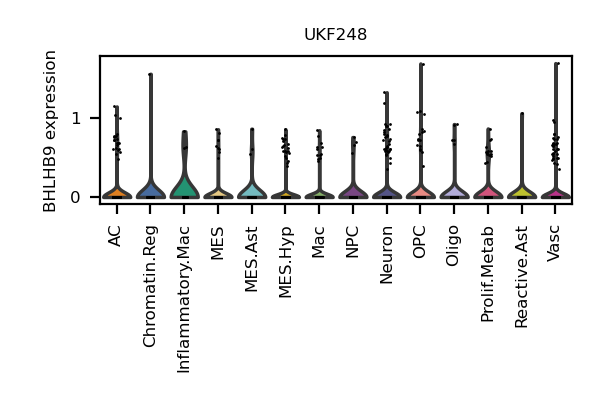 UKF248
BHLHB9 expression
1
0
AC
Chromatin.Reg
Inflammatory.Mac
MES
MES.Ast
MES.Hyp
Mac
NPC
Neuron
OPC
Oligo
Prolif.Metab
Reactive.Ast
Vasc